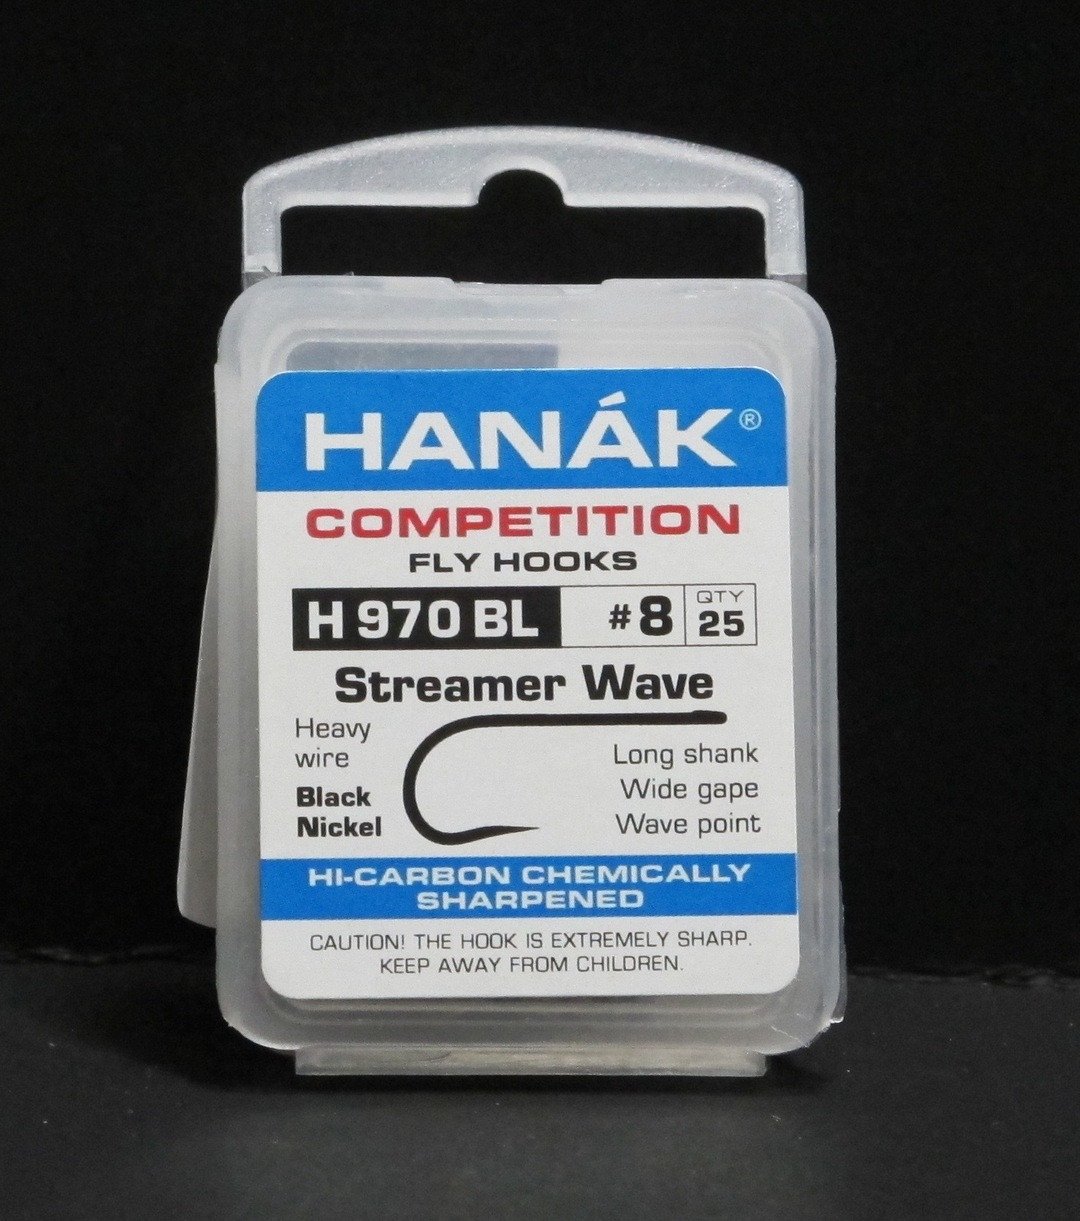 HANÁK®
COMPETITION
FLY HOOKS
H 970 BL #8 QTY 25
Streamer Wave
Heavy
wire
Black
Nickel
Long shank
Wide gape
Wave point
HI-CARBON CHEMICALLY
SHARPENED
CAUTION! THE HOOK IS EXTREMELY SHARP.
KEEP AWAY FROM CHILDREN.